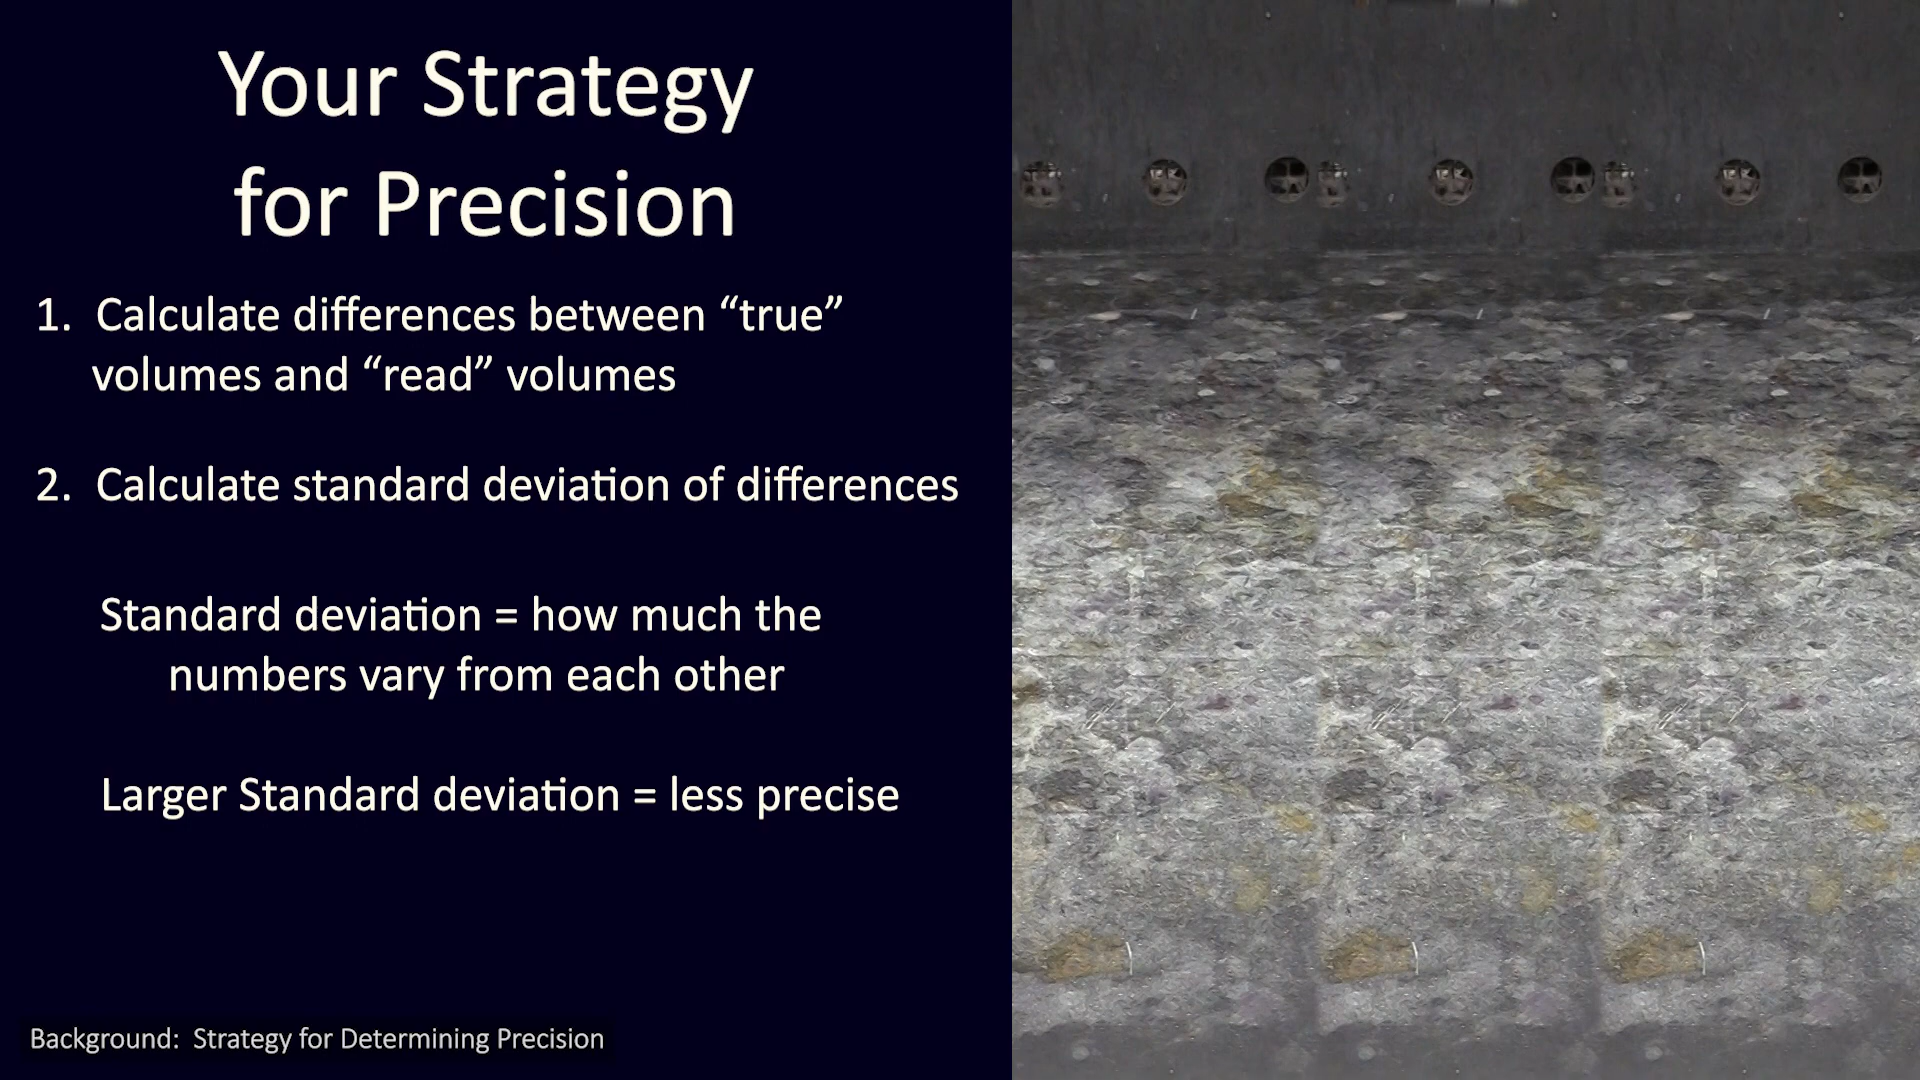 Your Strategy
for Precision
1. Calculate differences between “true”
volumes and “read” volumes
2. Calculate standard deviation of differences
Standard deviation = how much the
numbers vary from each other
Larger Standard deviation = less precise
Background: Strategy for Determining Precision